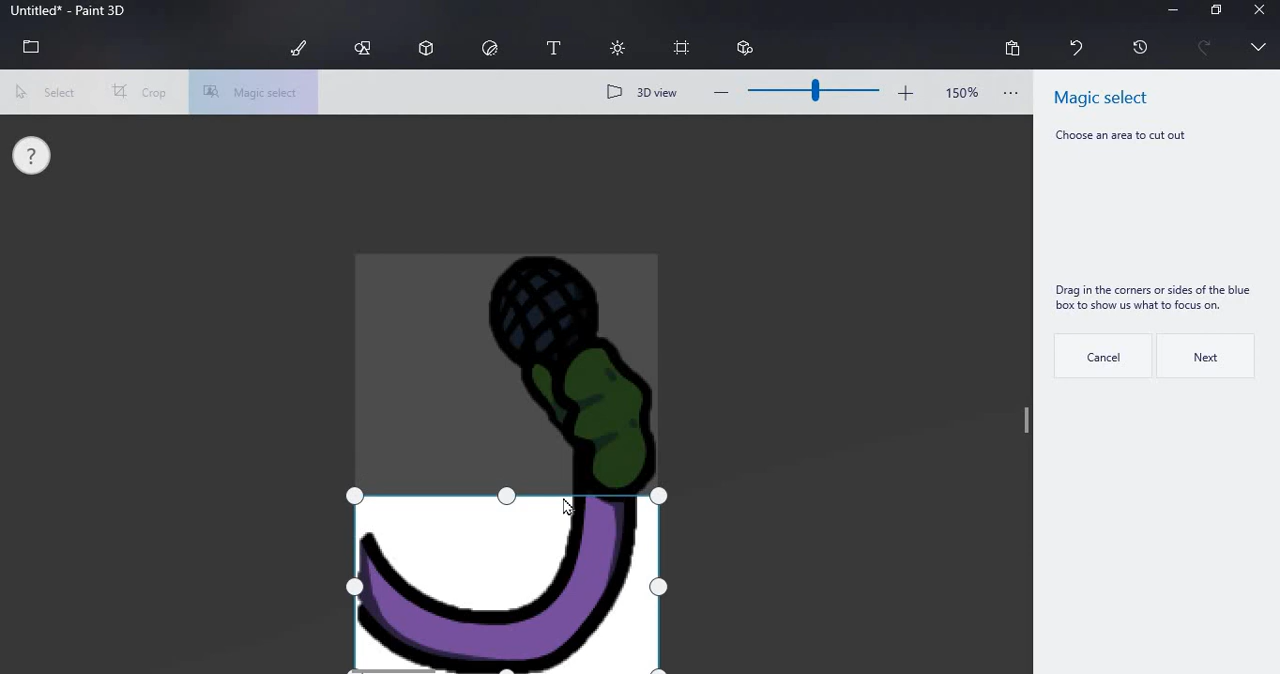 Untitled* - Paint 3D
Select Crop Magic select 3D view 150%
Magic select
Choose an area to cut out
?
Drag in the corners or sides of the blue
box to show us what to focus on.
Cancel Next